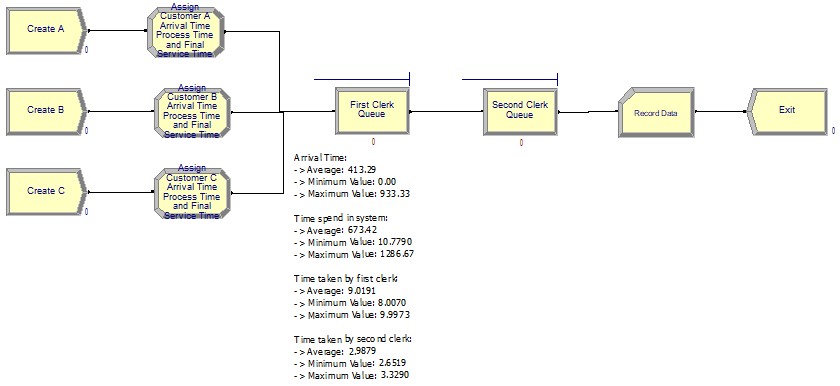 Create A
0
Assign
Customer A
Arrival Time
Process Time
and Final
Service Time
Create B
0
Assign
Customer B
Arrival Time
Process Time
and Final
Service Time
Create C
0
Assign
Customer C
Arrival Time
Process Time
and Final
Service Time
First Clerk
Queue
0
Second Clerk
Queue
0
Record Data
Exit
0
Arrival Time:
-> Average: 413.29
-> Minimum Value: 0.00
-> Maximum Value: 933.33
Time spend in system:
-> Average: 673.42
-> Minimum Value: 10.7790
-> Maximum Value: 1286.67
Time taken by first clerk:
-> Average: 9.0191
-> Minimum Value: 8.0070
-> Maximum Value: 9.9973
Time taken by second clerk:
-> Average: 2.9879
-> Minimum Value: 2.6519
-> Maximum Value: 3.3290